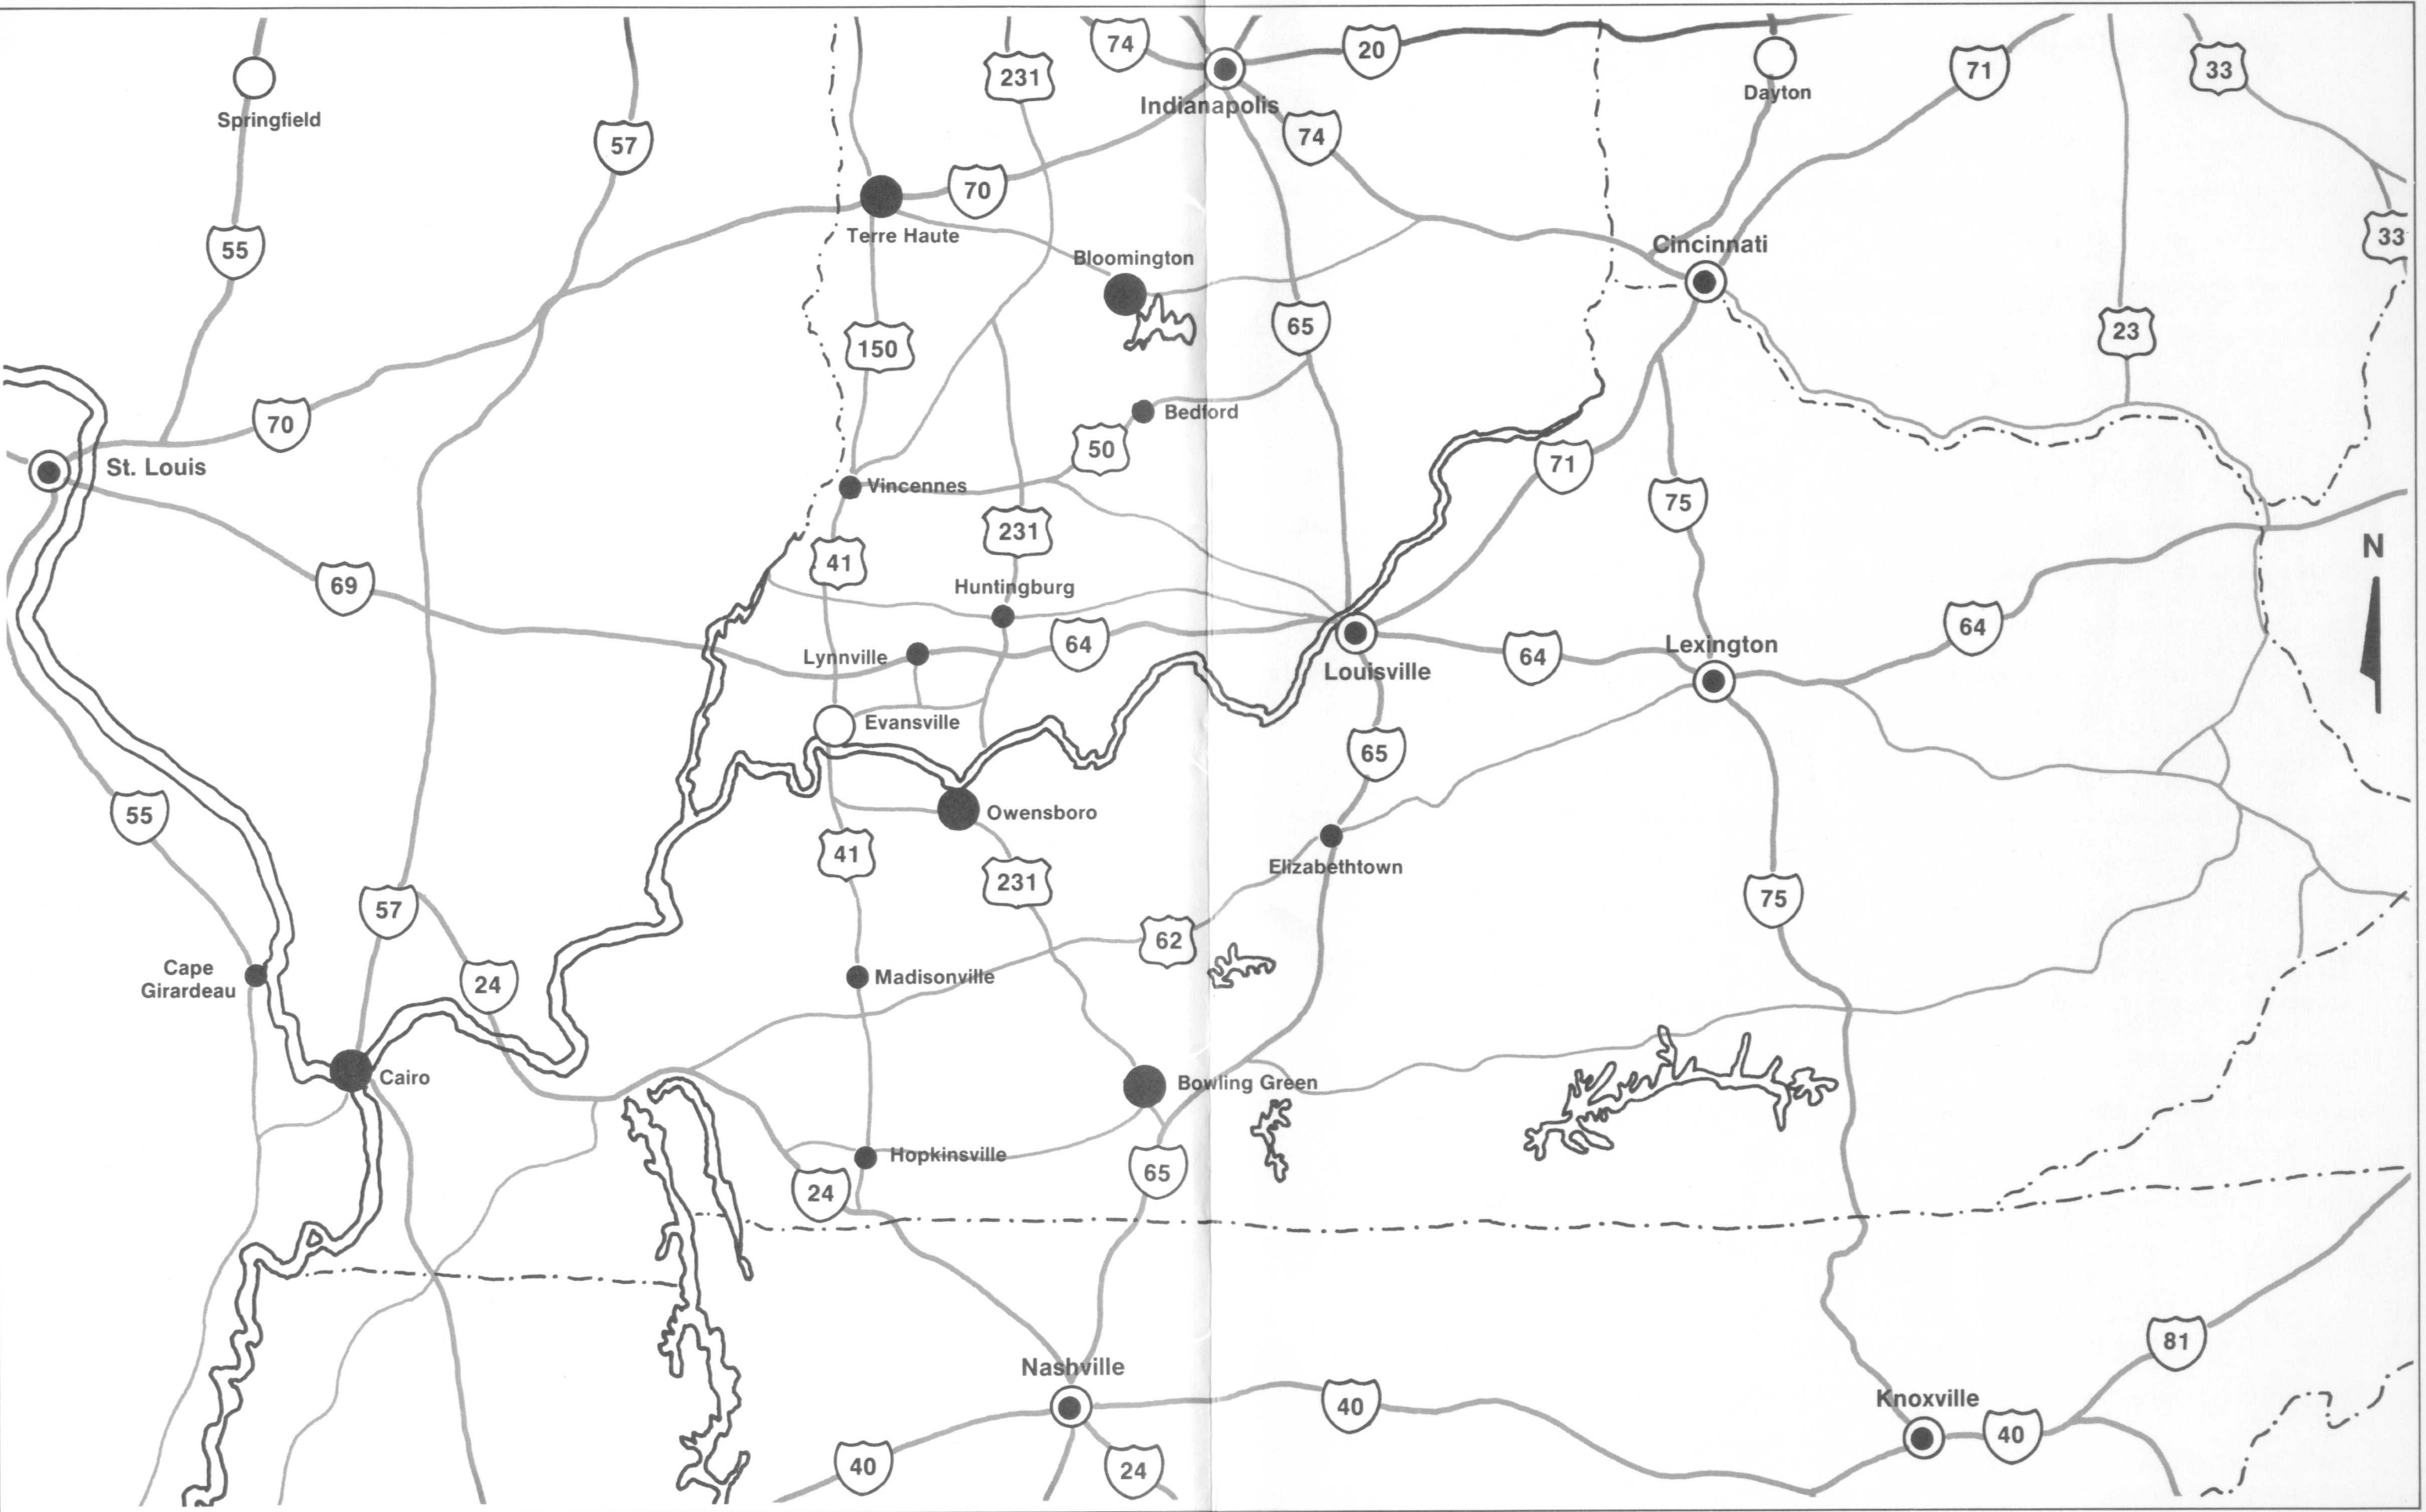 74
20
231
33
71
Springfield
Indianapolis
Dayton
57
74
70
Terre Haute
55
33
Cincinnati
Bloomington
65
23
150
70
Bedford
50
St. Louis
71
Vincennes
75
231
41
N
69
Huntingburg
64
64
Lynnville
64
Lexington
Louisville
Evansville
65
55
Owensboro
41
Elizabethtown
231
75
57
62
Cape
Girardeau
Madisonville
24
Cairo
Bowling Green
Hopkinsville
65
24
81
Nashville
Knoxville
40
40
40
24